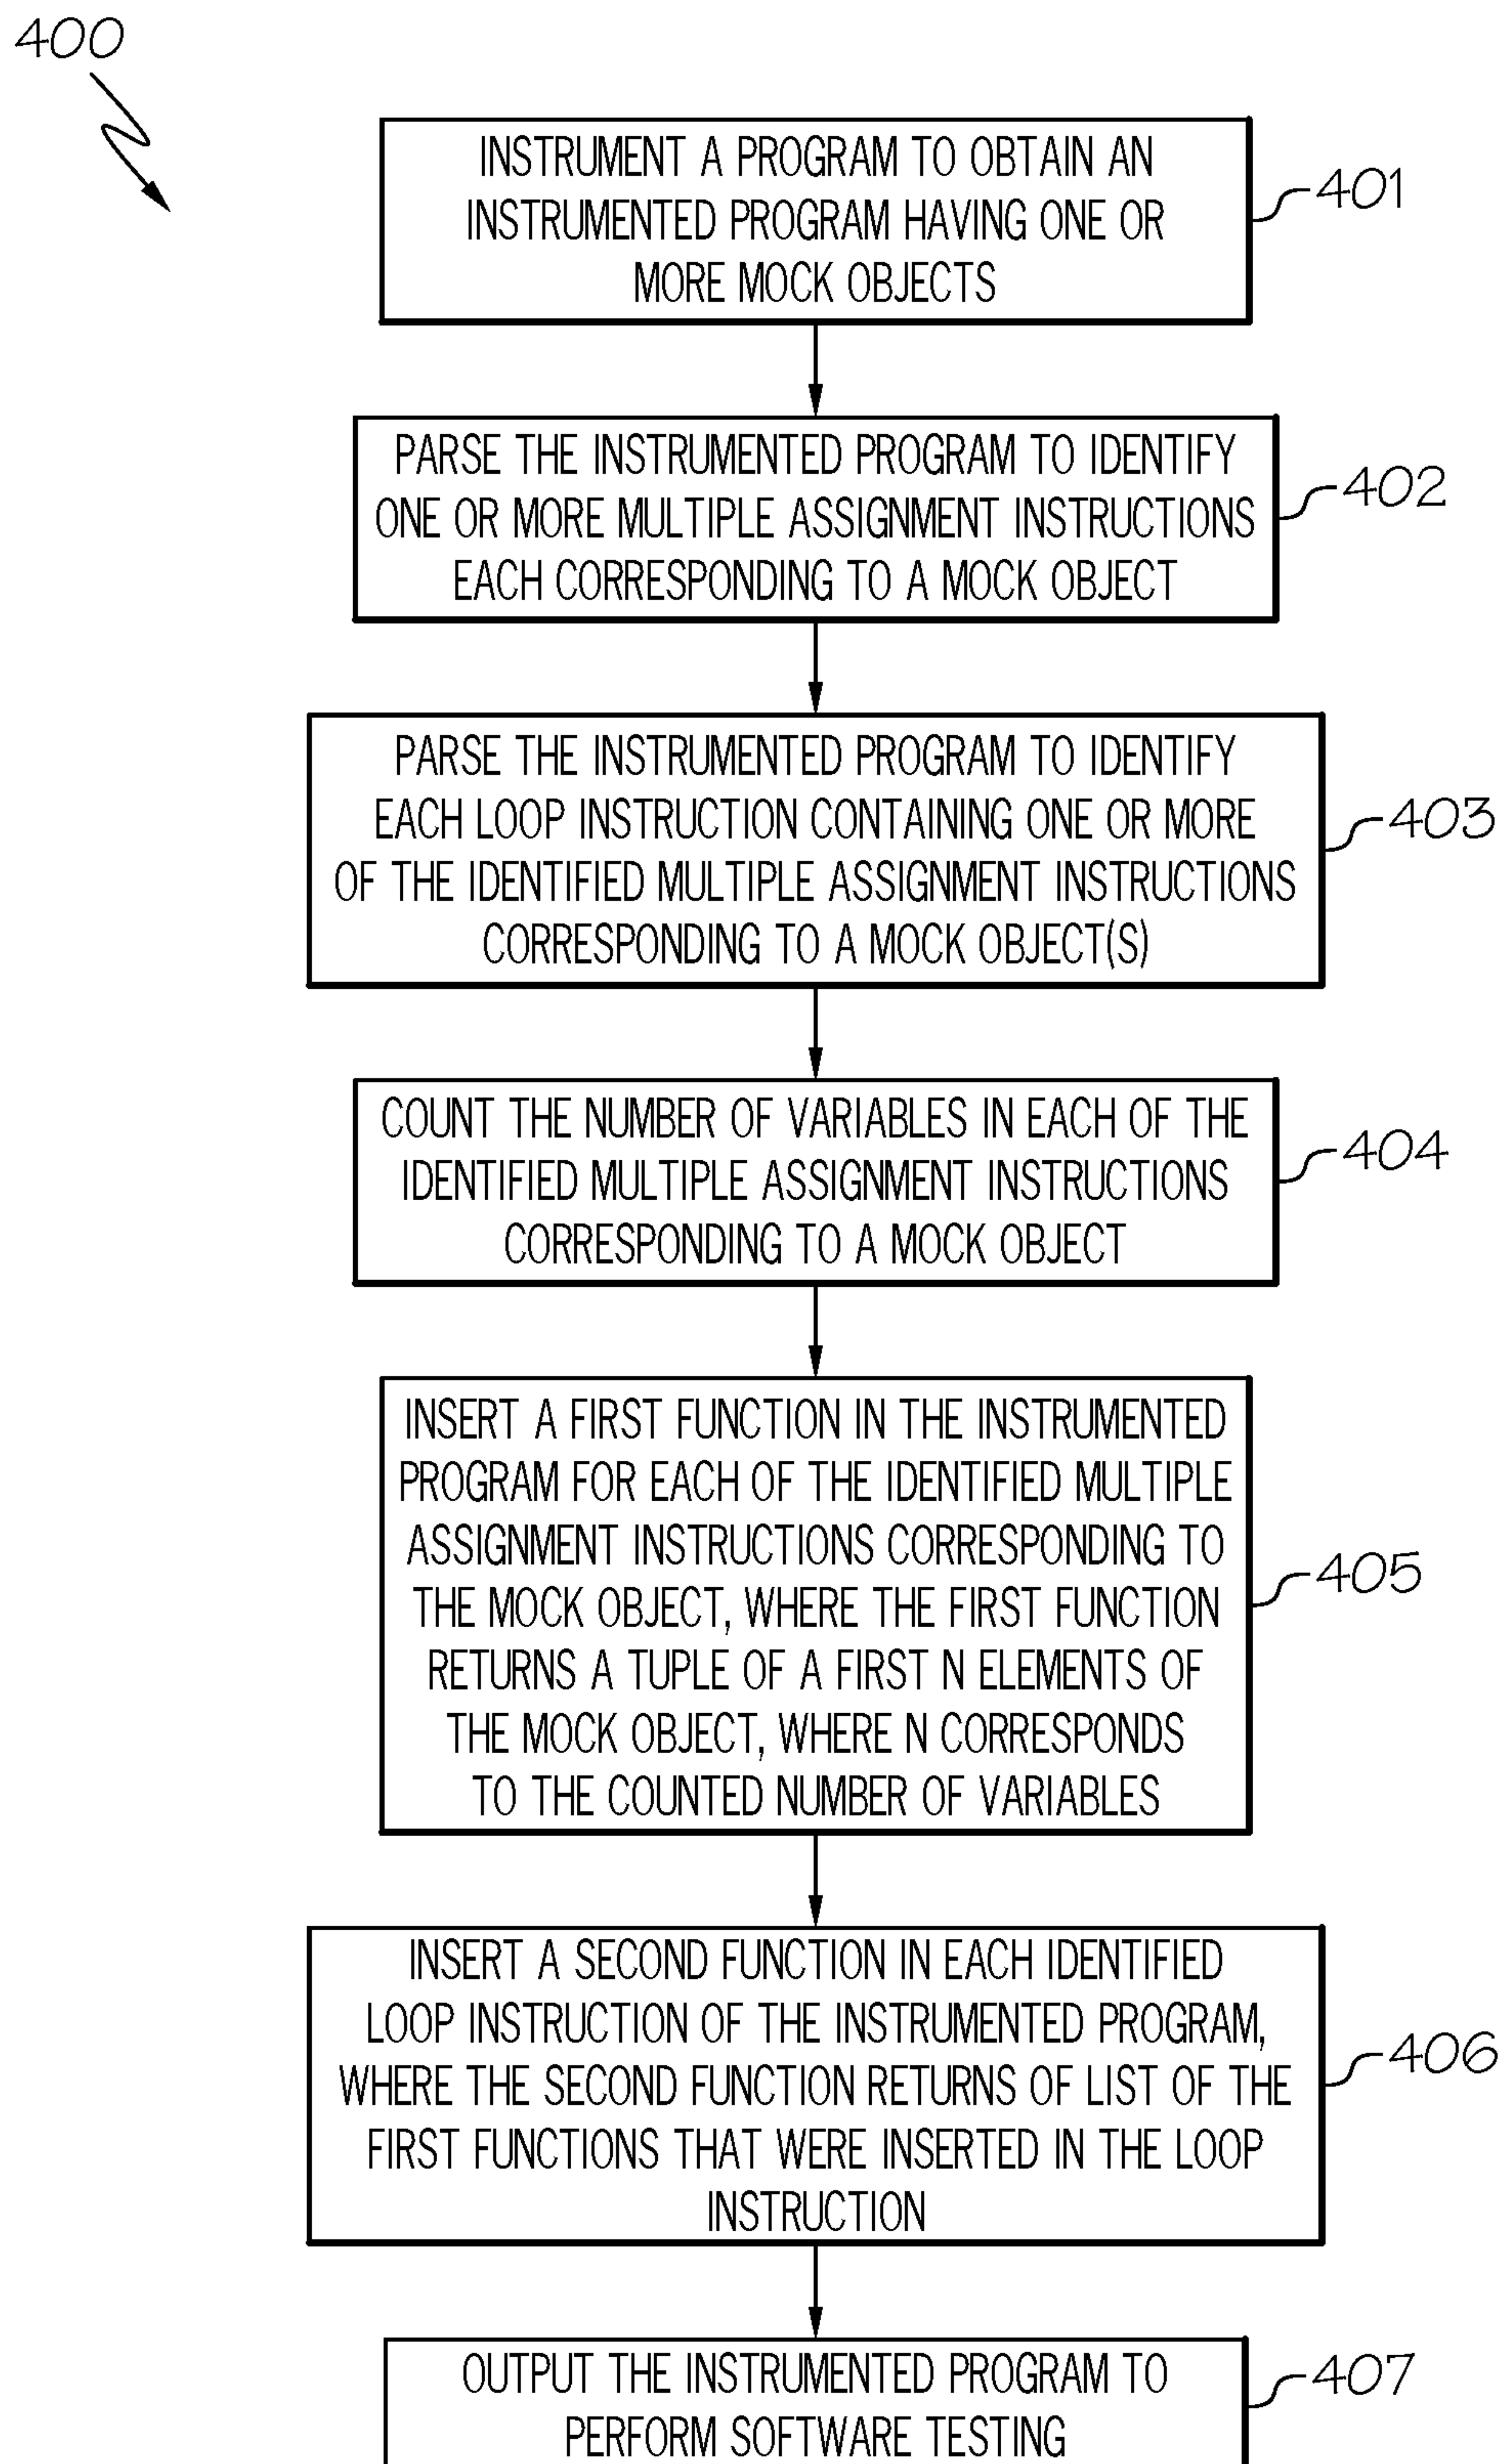 400
INSTRUMENT A PROGRAM TO OBTAIN AN
INSTRUMENTED PROGRAM HAVING ONE OR
MORE MOCK OBJECTS
401
PARSE THE INSTRUMENTED PROGRAM TO IDENTIFY
ONE OR MORE MULTIPLE ASSIGNMENT INSTRUCTIONS
EACH CORRESPONDING TO A MOCK OBJECT
402
PARSE THE INSTRUMENTED PROGRAM TO IDENTIFY
EACH LOOP INSTRUCTION CONTAINING ONE OR MORE
OF THE IDENTIFIED MULTIPLE ASSIGNMENT INSTRUCTIONS
CORRESPONDING TO A MOCK OBJECT(S)
403
COUNT THE NUMBER OF VARIABLES IN EACH OF THE
IDENTIFIED MULTIPLE ASSIGNMENT INSTRUCTIONS
CORRESPONDING TO A MOCK OBJECT
404
INSERT A FIRST FUNCTION IN THE INSTRUMENTED
PROGRAM FOR EACH OF THE IDENTIFIED MULTIPLE
ASSIGNMENT INSTRUCTIONS CORRESPONDING TO
THE MOCK OBJECT, WHERE THE FIRST FUNCTION
RETURNS A TUPLE OF A FIRST N ELEMENTS OF
THE MOCK OBJECT, WHERE N CORRESPONDS
TO THE COUNTED NUMBER OF VARIABLES
405
INSERT A SECOND FUNCTION IN EACH IDENTIFIED
LOOP INSTRUCTION OF THE INSTRUMENTED PROGRAM,
WHERE THE SECOND FUNCTION RETURNS OF LIST OF THE
FIRST FUNCTIONS THAT WERE INSERTED IN THE LOOP
INSTRUCTION
406
OUTPUT THE INSTRUMENTED PROGRAM TO
PERFORM SOFTWARE TESTING
407